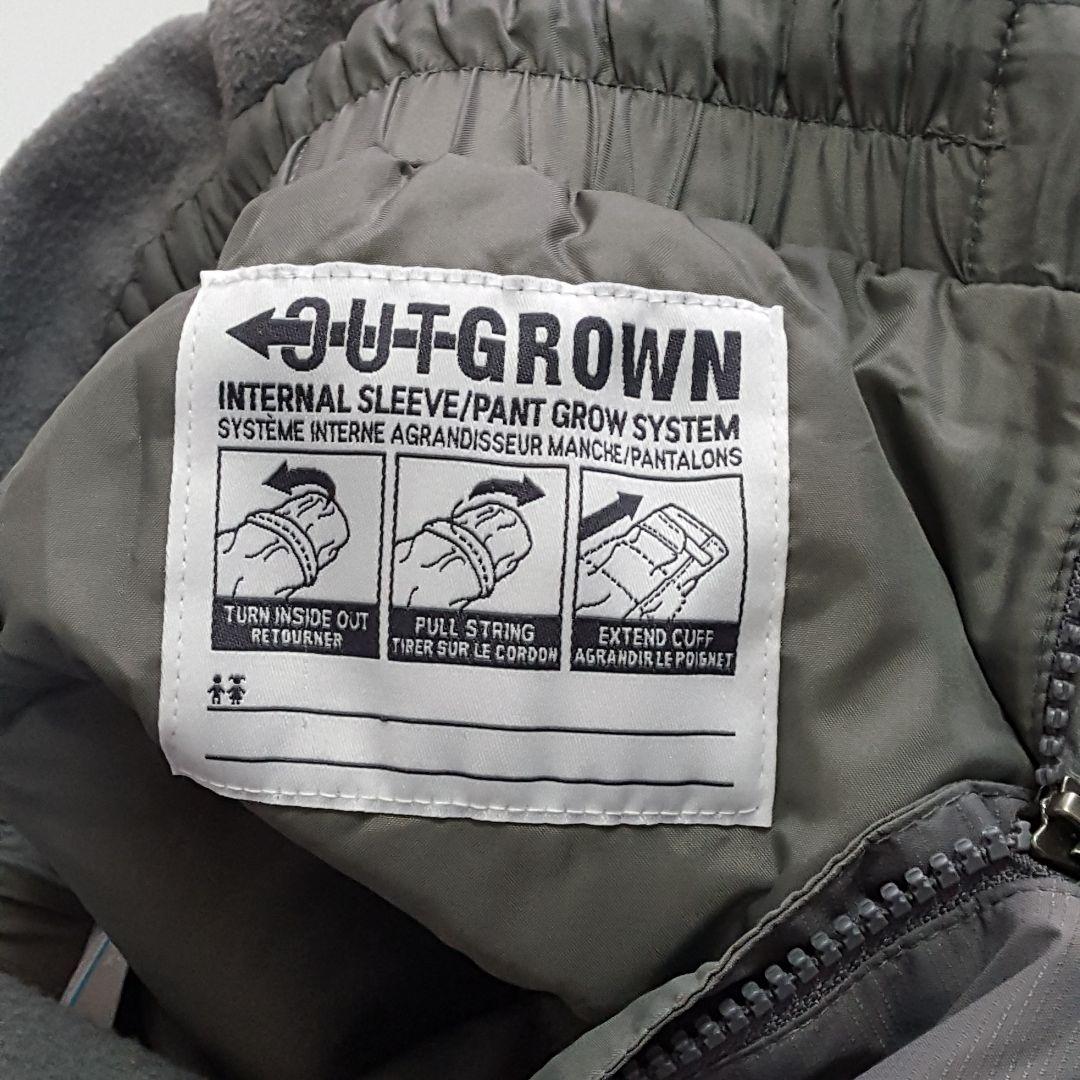 OUTGROWN
INTERNAL SLEEVE/PANT GROW SYSTEM
SYSTÈME INTERNE AGRANDISSEUR MANCHE/PANTALONS
TURN INSIDE OUT
RETOURNER
PULL STRING
TIRER SUR LE CORDON
EXTEND CUFF
AGRANDIR LE POIGNET